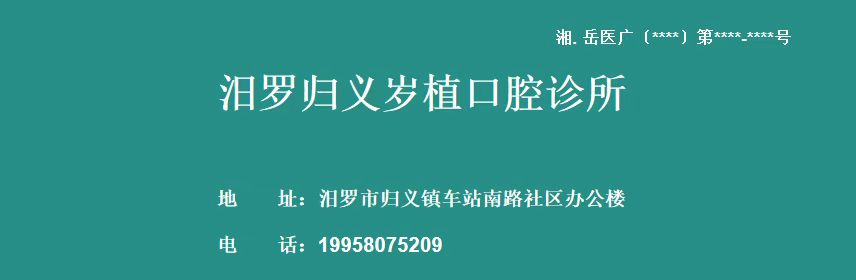 湘. 岳医广〔****〕第****-****号
汨罗归义岁植口腔诊所
地 址：汨罗市归义镇车站南路社区办公楼
电 话：19958075209